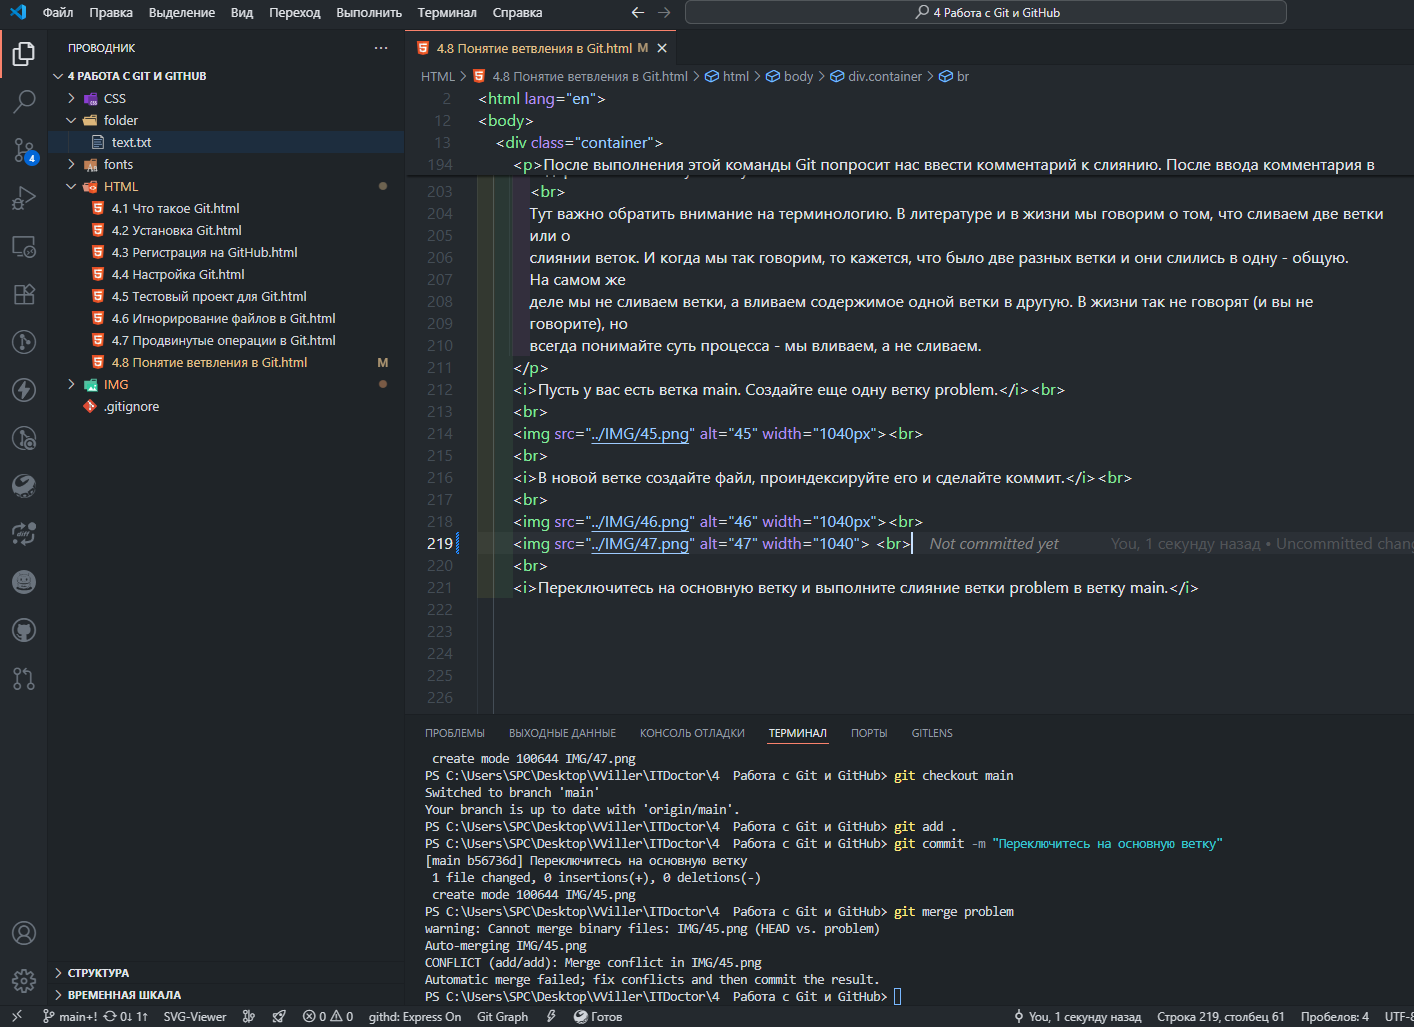 Файл Правка Выделение Вид Переход Выполнить Терминал Справка
4 Работа с Git и GitHub
ПРОВОДНИК
4 РАБОТА С GIT И GITHUB
CSS
folder
text.txt
fonts
HTML
4.1 Что такое Git.html
4.2 Установка Git.html
4.3 Регистрация на GitHub.html
4.4 Настройка Git.html
4.5 Тестовый проект для Git.html
4.6 Игнорирование файлов в Git.html
4.7 Продвинутые операции в Git.html
4.8 Понятие ветвления в Git.html M
IMG
.gitignore
4
СТРУКТУРА
ВРЕМЕННАЯ ШКАЛА
4.8 Понятие ветвления в Git.html M
HTML > 4.8 Понятие ветвления в Git.html > html > body > div.container > br
2 <html lang="en">
12 <body>
13 <div class="container">
194 <p>После выполнения этой команды Git попросит нас ввести комментарий к слиянию. После ввода комментария в
203 <br>
204 Тут важно обратить внимание на терминологию. В литературе и в жизни мы говорим о том, что сливаем две ветки
205 или о
206 слиянии веток. И когда мы так говорим, то кажется, что было две разных ветки и они слились в одну - общую.
207 На самом же
208 деле мы не сливаем ветки, а вливаем содержимое одной ветки в другую. В жизни так не говорят (и вы не
209 говорите), но
210 всегда понимайте суть процесса - мы вливаем, а не сливаем.
211 </p>
212 <i>Пусть у вас есть ветка main. Создайте еще одну ветку problem.</i><br>
213 <br>
214 <img src="../IMG/45.png" alt="45" width="1040px"><br>
215 <br>
216 <i>В новой ветке создайте файл, проиндексируйте его и сделайте коммит.</i><br>
217 <br>
218 <img src="../IMG/46.png" alt="46" width="1040px"><br>
219 <img src="../IMG/47.png" alt="47" width="1040"> <br> Not committed yet You, 1 секунду назад • Uncommitted chan
220 <br>
221 <i>Переключитесь на основную ветку и выполните слияние ветки problem в ветку main.</i>
222
223
224
225
226
ПРОБЛЕМЫ ВЫХОДНЫЕ ДАННЫЕ КОНСОЛЬ ОТЛАДКИ ТЕРМИНАЛ ПОРТЫ GITLENS
create mode 100644 IMG/47.png
PS C:\Users\SPC\Desktop\VViller\ITDoctor\4 Работа с Git и GitHub> git checkout main
Switched to branch 'main'
Your branch is up to date with 'origin/main'.
PS C:\Users\SPC\Desktop\VViller\ITDoctor\4 Работа с Git и GitHub> git add .
PS C:\Users\SPC\Desktop\VViller\ITDoctor\4 Работа с Git и GitHub> git commit -m "Переключитесь на основную ветку"
[main b56736d] Переключитесь на основную ветку
1 file changed, 0 insertions(+), 0 deletions(-)
create mode 100644 IMG/45.png
PS C:\Users\SPC\Desktop\VViller\ITDoctor\4 Работа с Git и GitHub> git merge problem
warning: Cannot merge binary files: IMG/45.png (HEAD vs. problem)
Auto-merging IMG/45.png
CONFLICT (add/add): Merge conflict in IMG/45.png
Automatic merge failed; fix conflicts and then commit the result.
PS C:\Users\SPC\Desktop\VViller\ITDoctor\4 Работа с Git и GitHub>
main+! 0↓ 1↑ SVG-Viewer 0 0 githd: Express On Git Graph Готов You, 1 секунду назад Строка 219, столбец 61 Пробелов: 4 UTF-8